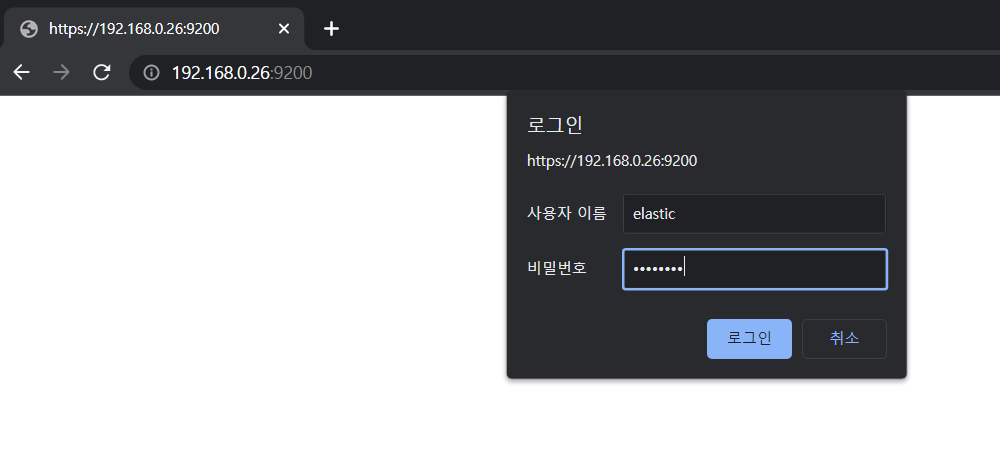 https://192.168.0.26:9200
192.168.0.26:9200
로그인
https://192.168.0.26:9200
사용자 이름 elastic
비밀번호 ••••••••
로그인 취소